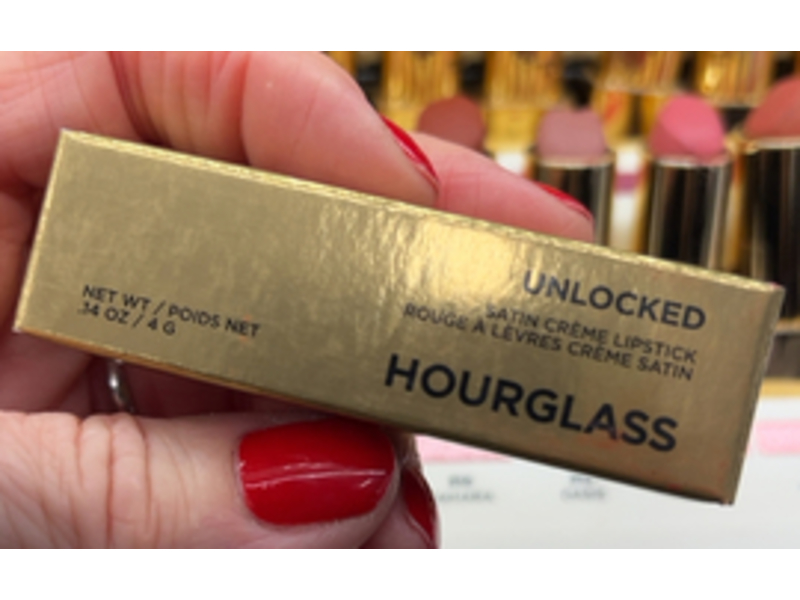 NET WT / POIDS NET
.14 OZ / 4 G
UNLOCKED
SATIN CRÈME LIPSTICK
ROUGE À LÈVRES CRÈME SATIN
HOURGLASS